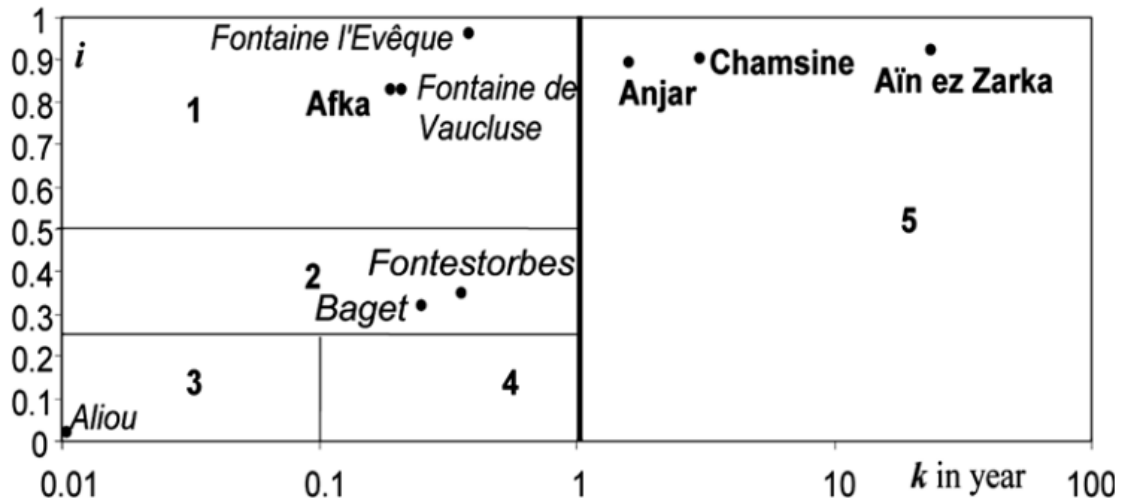 1
i
0.9
0.8
0.7
0.6
0.5
0.4
0.3
0.2
0.1
0
Fontaine l'Evêque
1
Afka
Fontaine de
Vaucluse
Anjar
Chamsine
Aïn ez Zarka
5
2
Fontestorbes
Baget
3
4
Aliou
0.01
0.1
1
10
k in year
100